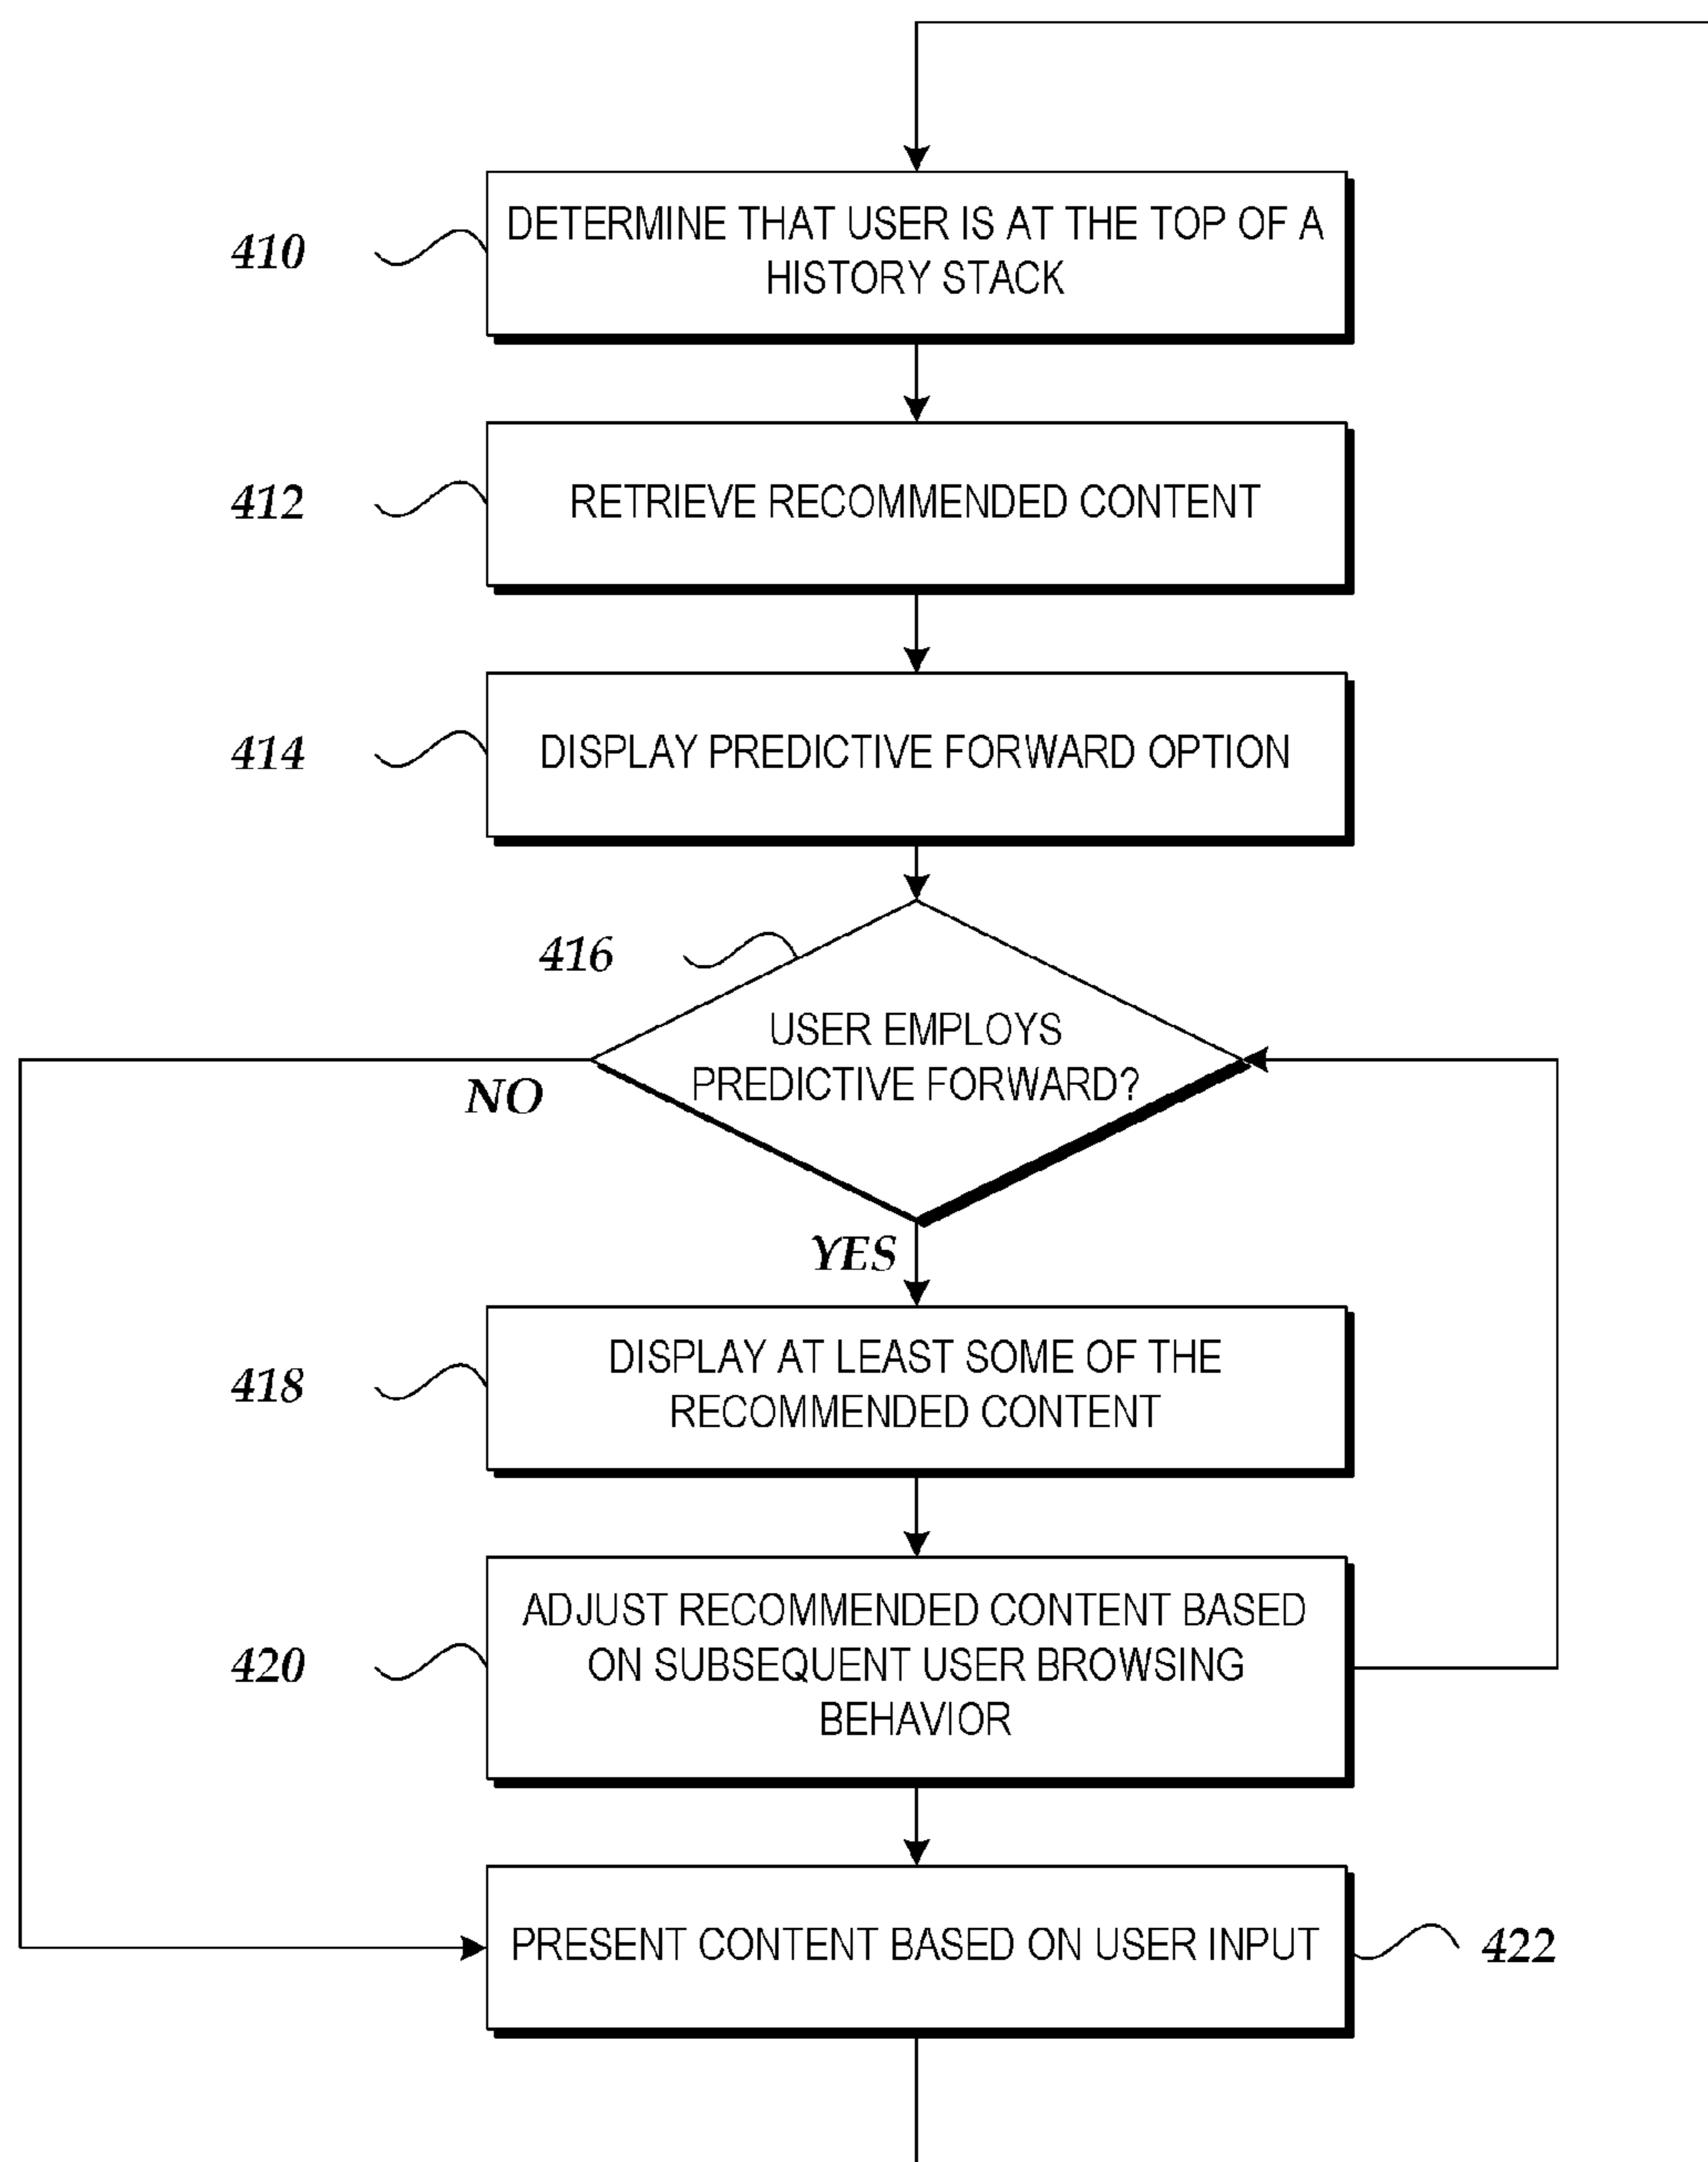 410
DETERMINE THAT USER IS AT THE TOP OF A
HISTORY STACK
412
RETRIEVE RECOMMENDED CONTENT
414
DISPLAY PREDICTIVE FORWARD OPTION
416
USER EMPLOYS
PREDICTIVE FORWARD?
NO
YES
418
DISPLAY AT LEAST SOME OF THE
RECOMMENDED CONTENT
420
ADJUST RECOMMENDED CONTENT BASED
ON SUBSEQUENT USER BROWSING
BEHAVIOR
PRESENT CONTENT BASED ON USER INPUT
422